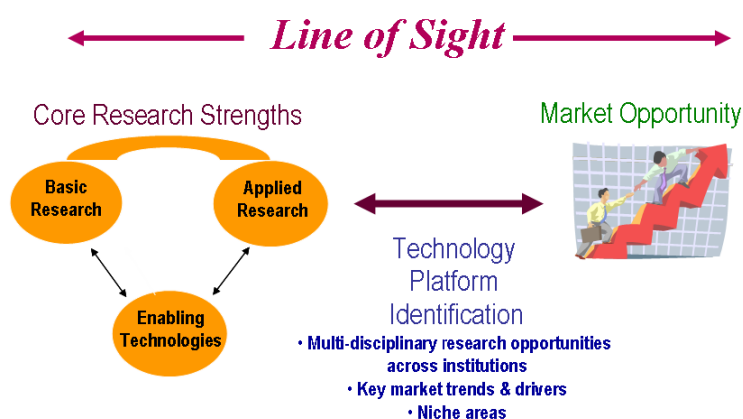 Line of Sight
Core Research Strengths
Market Opportunity
Basic
Research
Applied
Research
Enabling
Technologies
Technology
Platform
Identification
• Multi-disciplinary research opportunities
across institutions
• Key market trends & drivers
• Niche areas